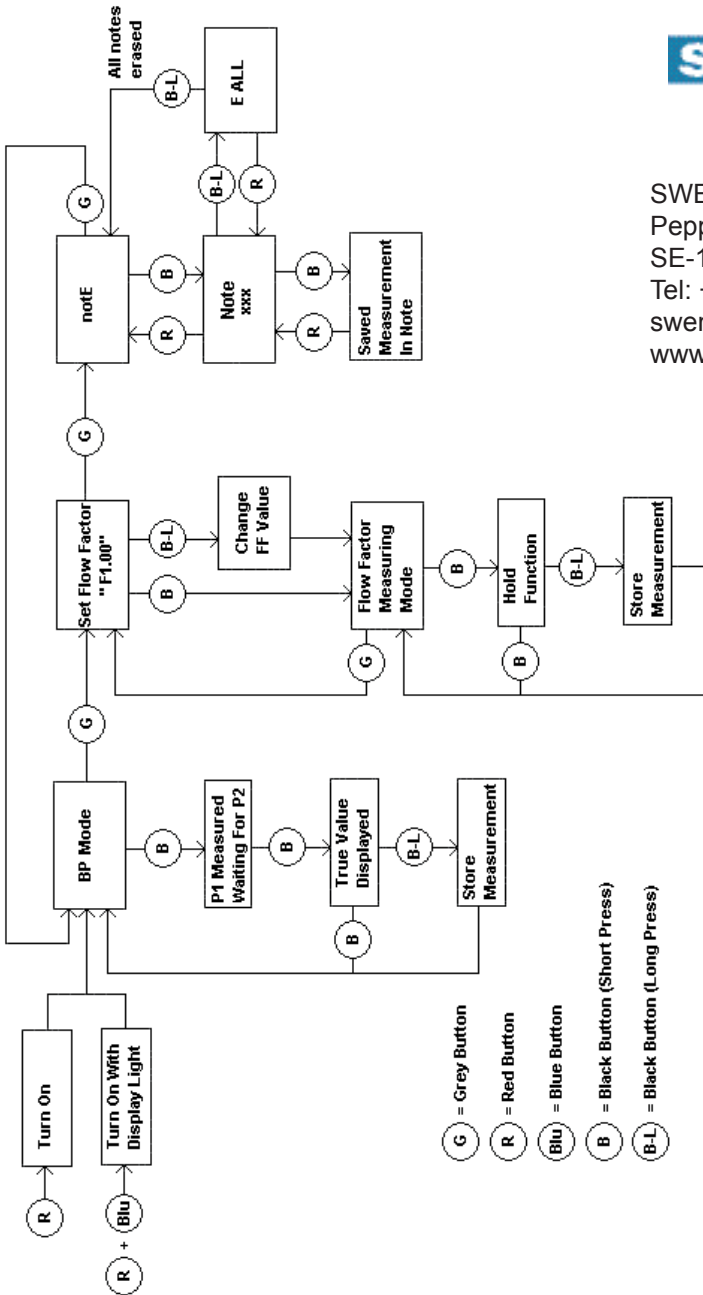 R
R
+
Blu
Turn On
Turn On With
Display Light
BP Mode
B
P1 Measured
Waiting For P2
B
True Value
Displayed
B
B-L
Store
Measurement
G
Set Flow Factor
"F1.00"
B
B-L
Change
FF Value
G
Flow Factor
Measuring
Mode
B
Hold
Function
B
B-L
Store
Measurement
G
notE
G
R
B
Note
xxx
B-L
R
E ALL
B-L
All notes
erased
R
B
Saved
Measurement
In Note
G = Grey Button
R = Red Button
Blu = Blue Button
B = Black Button (Short Press)
B-L = Black Button (Long Press)
S
SWE
Pepp
SE-1
Tel:
swe
www